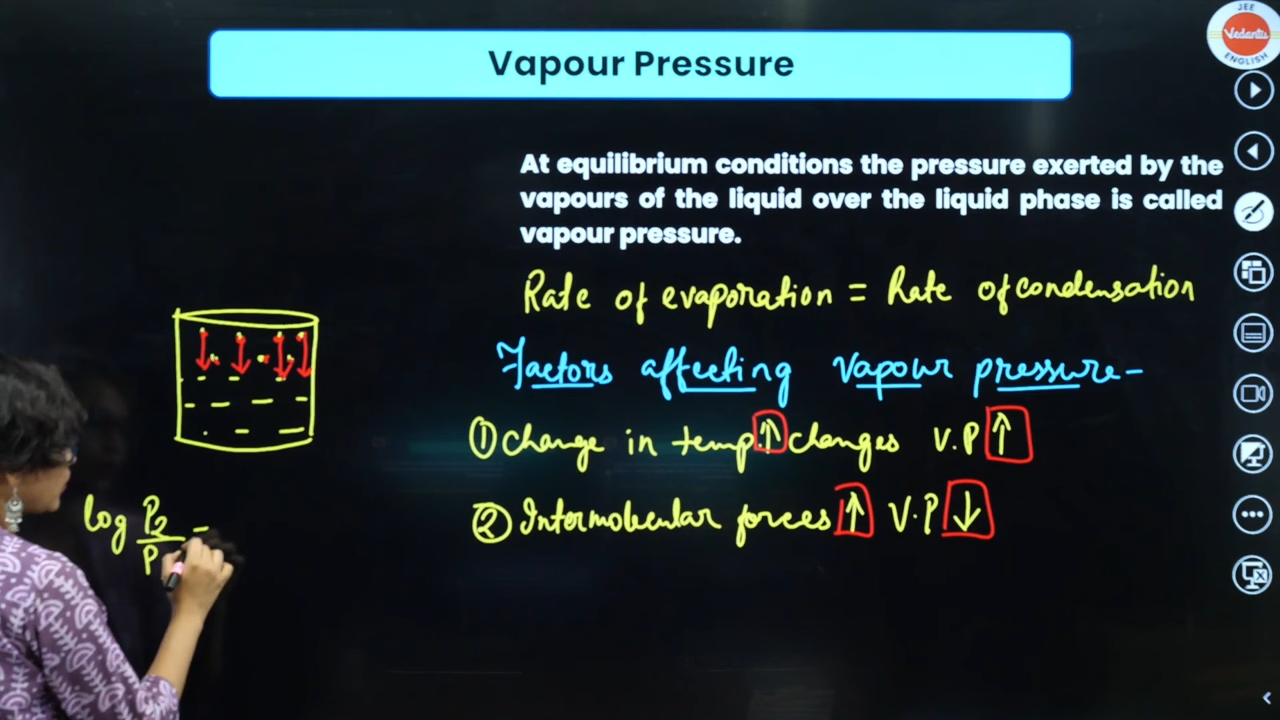 Vapour Pressure
JEE
Vedantu
ENGLISH
At equilibrium conditions the pressure exerted by the
vapours of the liquid over the liquid phase is called
vapour pressure.
Rate of evaporation = Rate of condensation
Factors affecting vapour pressure-
① Change in temp.↑ changes V.P ↑
② Intermolecular forces ↑ V.P ↓
log P2 =
P